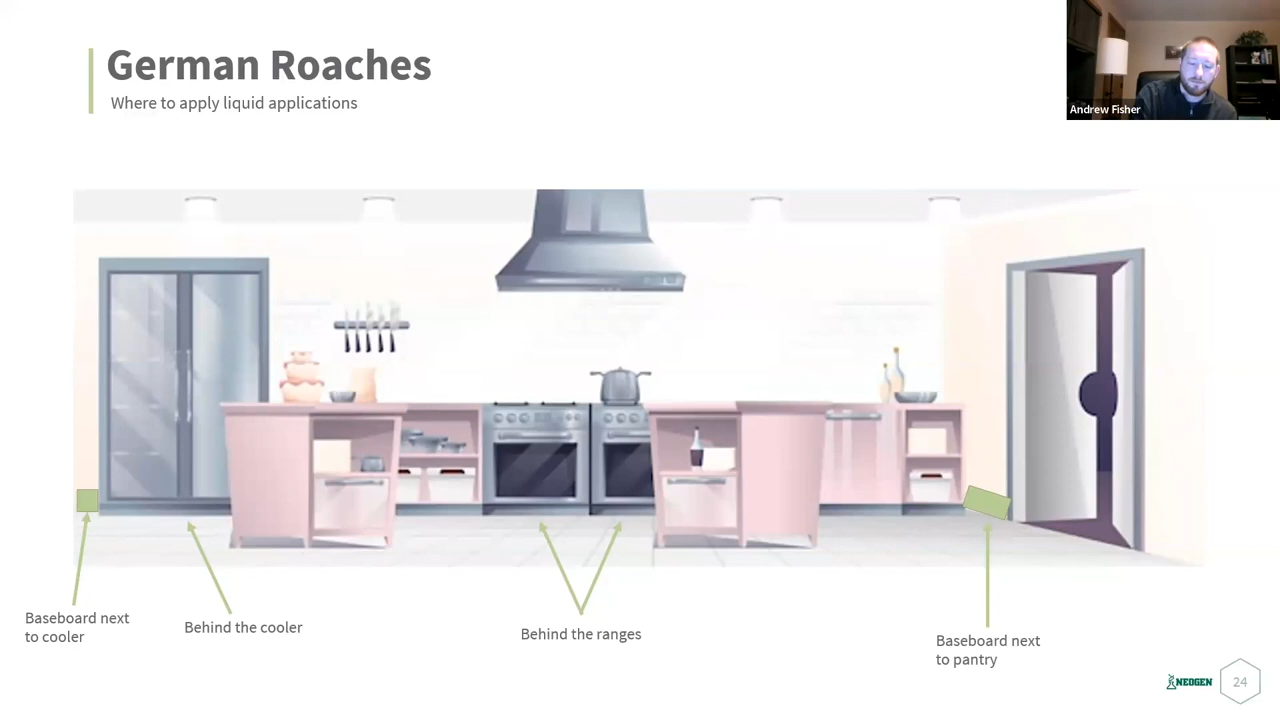 German Roaches
Where to apply liquid applications
Andrew Fisher
Baseboard next
to cooler
Behind the cooler
Behind the ranges
Baseboard next
to pantry
NEOGEN
24